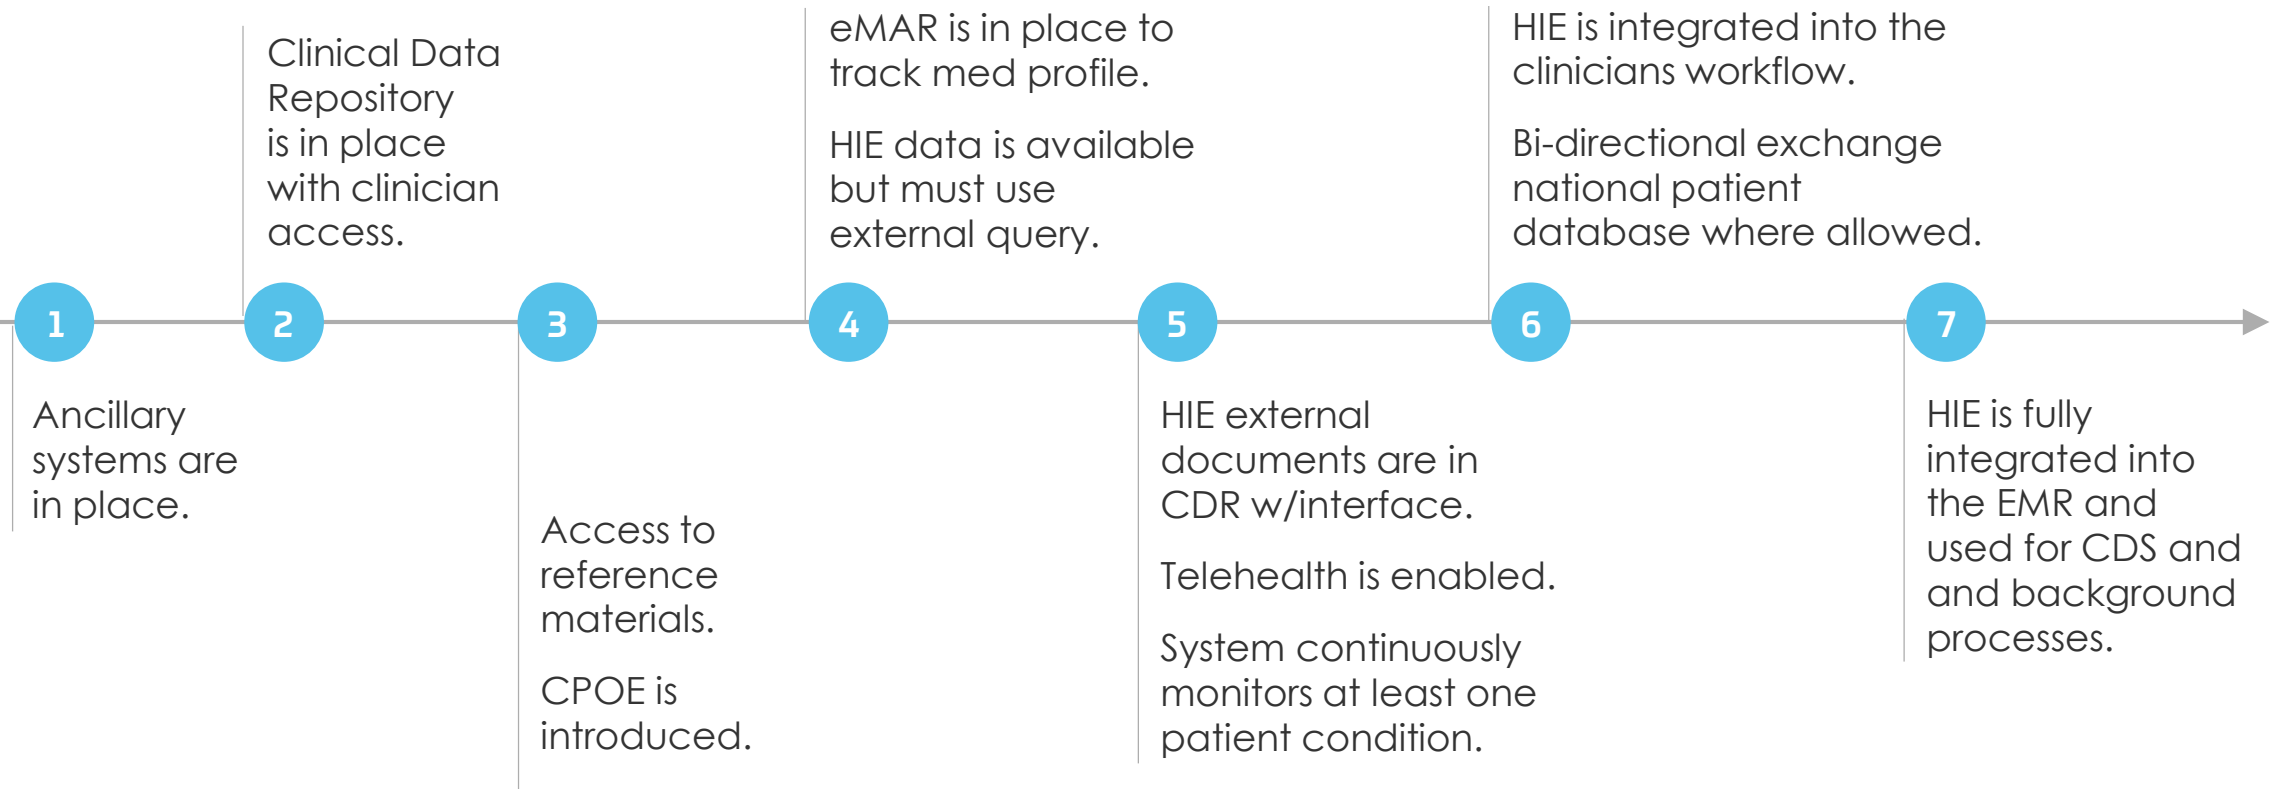 1
Ancillary
systems are
in place.
2
Clinical Data
Repository
is in place
with clinician
access.
3
Access to
reference
materials.
CPOE is
introduced.
4
eMAR is in place to
track med profile.
HIE data is available
but must use
external query.
5
HIE external
documents are in
CDR w/interface.
Telehealth is enabled.
System continuously
monitors at least one
patient condition.
6
HIE is integrated into the
clinicians workflow.
Bi-directional exchange
national patient
database where allowed.
7
HIE is fully
integrated into
the EMR and
used for CDS and
and background
processes.